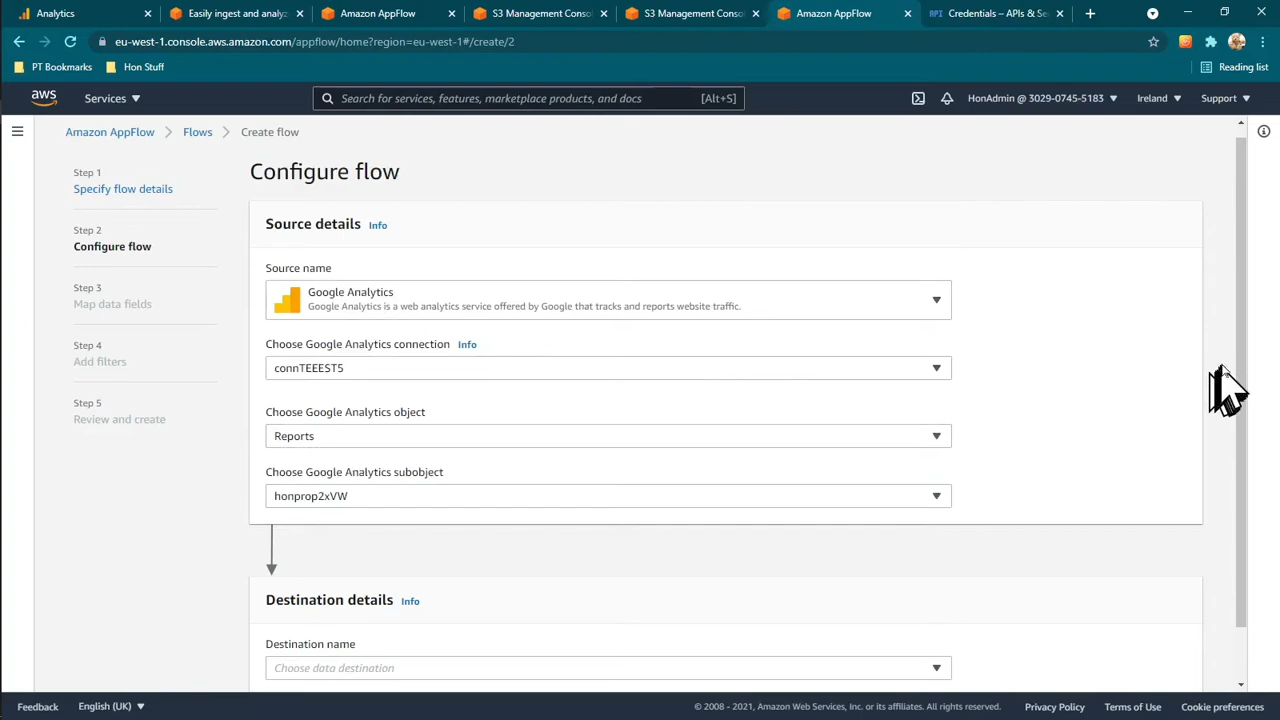 Analytics
Easily ingest and analyz
Amazon AppFlow
S3 Management Conso
S3 Management Conso
Amazon AppFlow
API Credentials – APIs & Se
eu-west-1.console.aws.amazon.com/appflow/home?region=eu-west-1#/create/2
PT Bookmarks
Hon Stuff
Reading list
aws
Services
Search for services, features, marketplace products, and docs
[Alt+S]
HonAdmin @ 3029-0745-5183
Ireland
Support
Amazon AppFlow
Flows
Create flow
Step 1
Specify flow details
Step 2
Configure flow
Step 3
Map data fields
Step 4
Add filters
Step 5
Review and create
Configure flow
Source details Info
Source name
Google Analytics
Google Analytics is a web analytics service offered by Google that tracks and reports website traffic.
Choose Google Analytics connection Info
connTEEEST5
Choose Google Analytics object
Reports
Choose Google Analytics subobject
honprop2xVW
Destination details Info
Destination name
Choose data destination
Feedback
English (UK)
© 2008 - 2021, Amazon Web Services, Inc. or its affiliates. All rights reserved.
Privacy Policy
Terms of Use
Cookie preferences